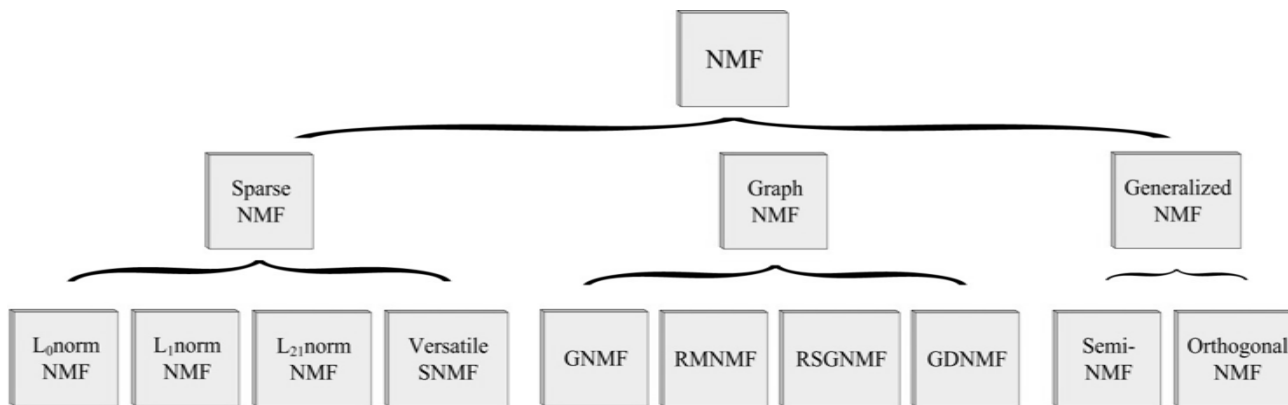 NMF
Sparse
NMF
Graph
NMF
Generalized
NMF
L₀norm
NMF
L₁norm
NMF
L₂₁norm
NMF
Versatile
SNMF
GNMF
RMNMF
RSGNMF
GDNMF
Semi-
NMF
Orthogonal
NMF